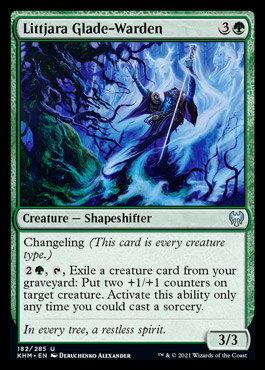 Littjara Glade-Warden 3
Creature — Shapeshifter
Changeling (This card is every creature
type.)
2, Exile a creature card from
your graveyard: Put two +1/+1 counters
on target creature. Activate this ability only
any time you could cast a sorcery.
In every tree, a restless spirit.
3/3
182/285 U
KHM • EN Deruchenko Alexander
™ & © 2021 Wizards of the Coast